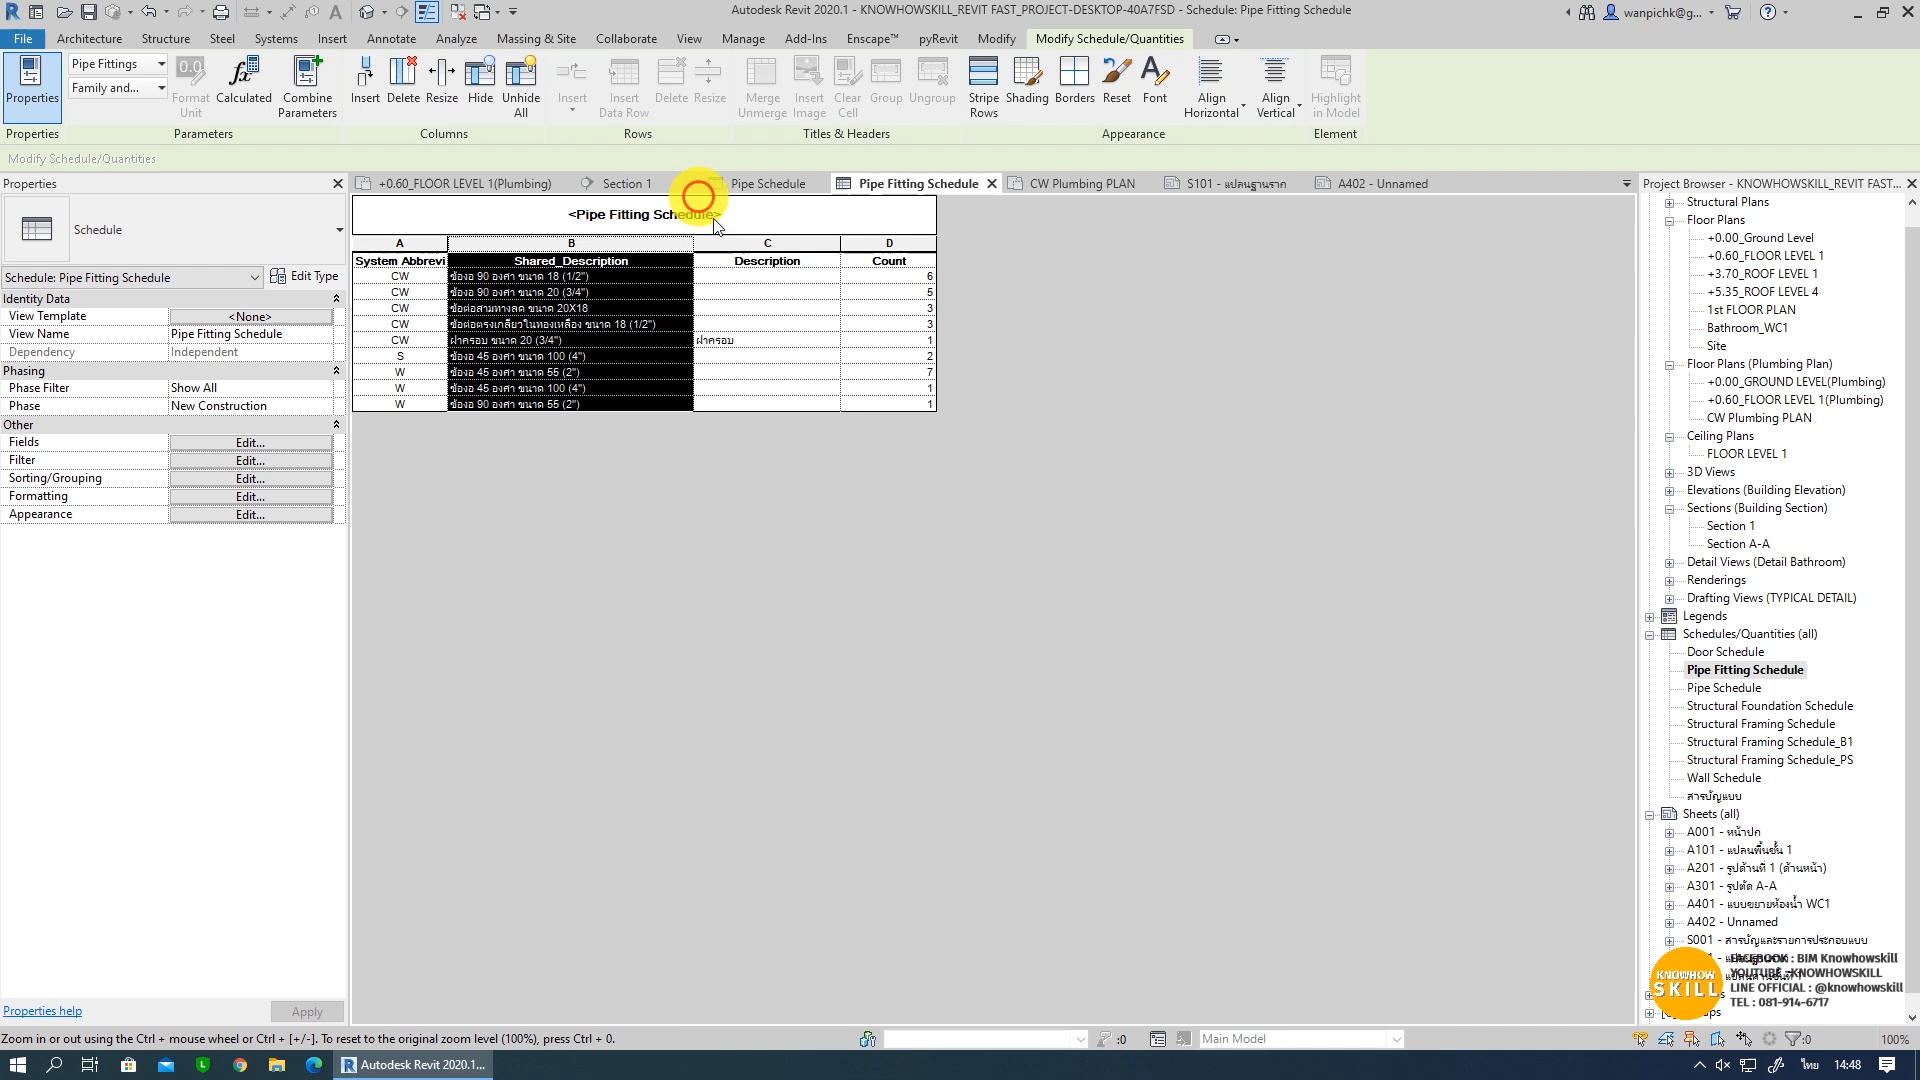 Autodesk Revit 2020.1 - KNOWHOWSKILL_REVIT FAST_PROJECT-DESKTOP-40A7FSD - Schedule: Pipe Fitting Schedule
wanpichk@g...
File Architecture Structure Steel Systems Insert Annotate Analyze Massing & Site Collaborate View Manage Add-Ins Enscape™ pyRevit Modify Modify Schedule/Quantities
Pipe Fittings
Family and...
Properties Format Unit Calculated Combine Parameters Insert Delete Resize Hide Unhide All Insert Insert Data Row Delete Resize Merge Unmerge Insert Image Clear Cell Group Ungroup Stripe Rows Shading Borders Reset Font Align Horizontal Align Vertical Highlight in Model
Properties Parameters Columns Rows Titles & Headers Appearance Element
Modify Schedule/Quantities
Properties
Schedule
Schedule: Pipe Fitting Schedule Edit Type
Identity Data
View Template <None>
View Name Pipe Fitting Schedule
Dependency Independent
Phasing
Phase Filter Show All
Phase New Construction
Other
Fields Edit...
Filter Edit...
Sorting/Grouping Edit...
Formatting Edit...
Appearance Edit...
Properties help Apply
+0.60_FLOOR LEVEL 1(Plumbing) Section 1 Pipe Schedule Pipe Fitting Schedule CW Plumbing PLAN S101 - แปลนฐานราก A402 - Unnamed
<Pipe Fitting Schedule>
A B C D
System Abbrevi Shared_Description Description Count
CW ข้องอ 90 องศา ขนาด 18 (1/2") 6
CW ข้องอ 90 องศา ขนาด 20 (3/4") 5
CW ข้อต่อสามทางลด ขนาด 20X18 3
CW ข้อต่อตรงเกลียวในทองเหลือง ขนาด 18 (1/2") 3
CW ฝาครอบ ขนาด 20 (3/4") ฝาครอบ 1
S ข้องอ 45 องศา ขนาด 100 (4") 2
W ข้องอ 45 องศา ขนาด 55 (2") 7
W ข้องอ 45 องศา ขนาด 100 (4") 1
W ข้องอ 90 องศา ขนาด 55 (2") 1
Project Browser - KNOWHOWSKILL_REVIT FAST...
Structural Plans
Floor Plans
+0.00_Ground Level
+0.60_FLOOR LEVEL 1
+3.70_ROOF LEVEL 1
+5.35_ROOF LEVEL 4
1st FLOOR PLAN
Bathroom_WC1
Site
Floor Plans (Plumbing Plan)
+0.00_GROUND LEVEL(Plumbing)
+0.60_FLOOR LEVEL 1(Plumbing)
CW Plumbing PLAN
Ceiling Plans
FLOOR LEVEL 1
3D Views
Elevations (Building Elevation)
Sections (Building Section)
Section 1
Section A-A
Detail Views (Detail Bathroom)
Renderings
Drafting Views (TYPICAL DETAIL)
Legends
Schedules/Quantities (all)
Door Schedule
Pipe Fitting Schedule
Pipe Schedule
Structural Foundation Schedule
Structural Framing Schedule
Structural Framing Schedule_B1
Structural Framing Schedule_PS
Wall Schedule
สารบัญแบบ
Sheets (all)
A001 - หน้าปก
A101 - แปลนพื้นชั้น 1
A201 - รูปด้านที่ 1 (ด้านหน้า)
A301 - รูปตัด A-A
A401 - แบบขยายห้องน้ำ WC1
A402 - Unnamed
S001 - สารบัญและรายการประกอบแบบ
KNOWHOW
SKILL
FACEBOOK : BIM Knowhowskill
YOUTUBE -KNOWHOWSKILL
LINE OFFICIAL : @knowhowskill
TEL : 081-914-6717
Zoom in or out using the Ctrl + mouse wheel or Ctrl + [+/-]. To reset to the original zoom level (100%), press Ctrl + 0. :0 Main Model :0 100%
Autodesk Revit 2020.1... ไทย 14:48